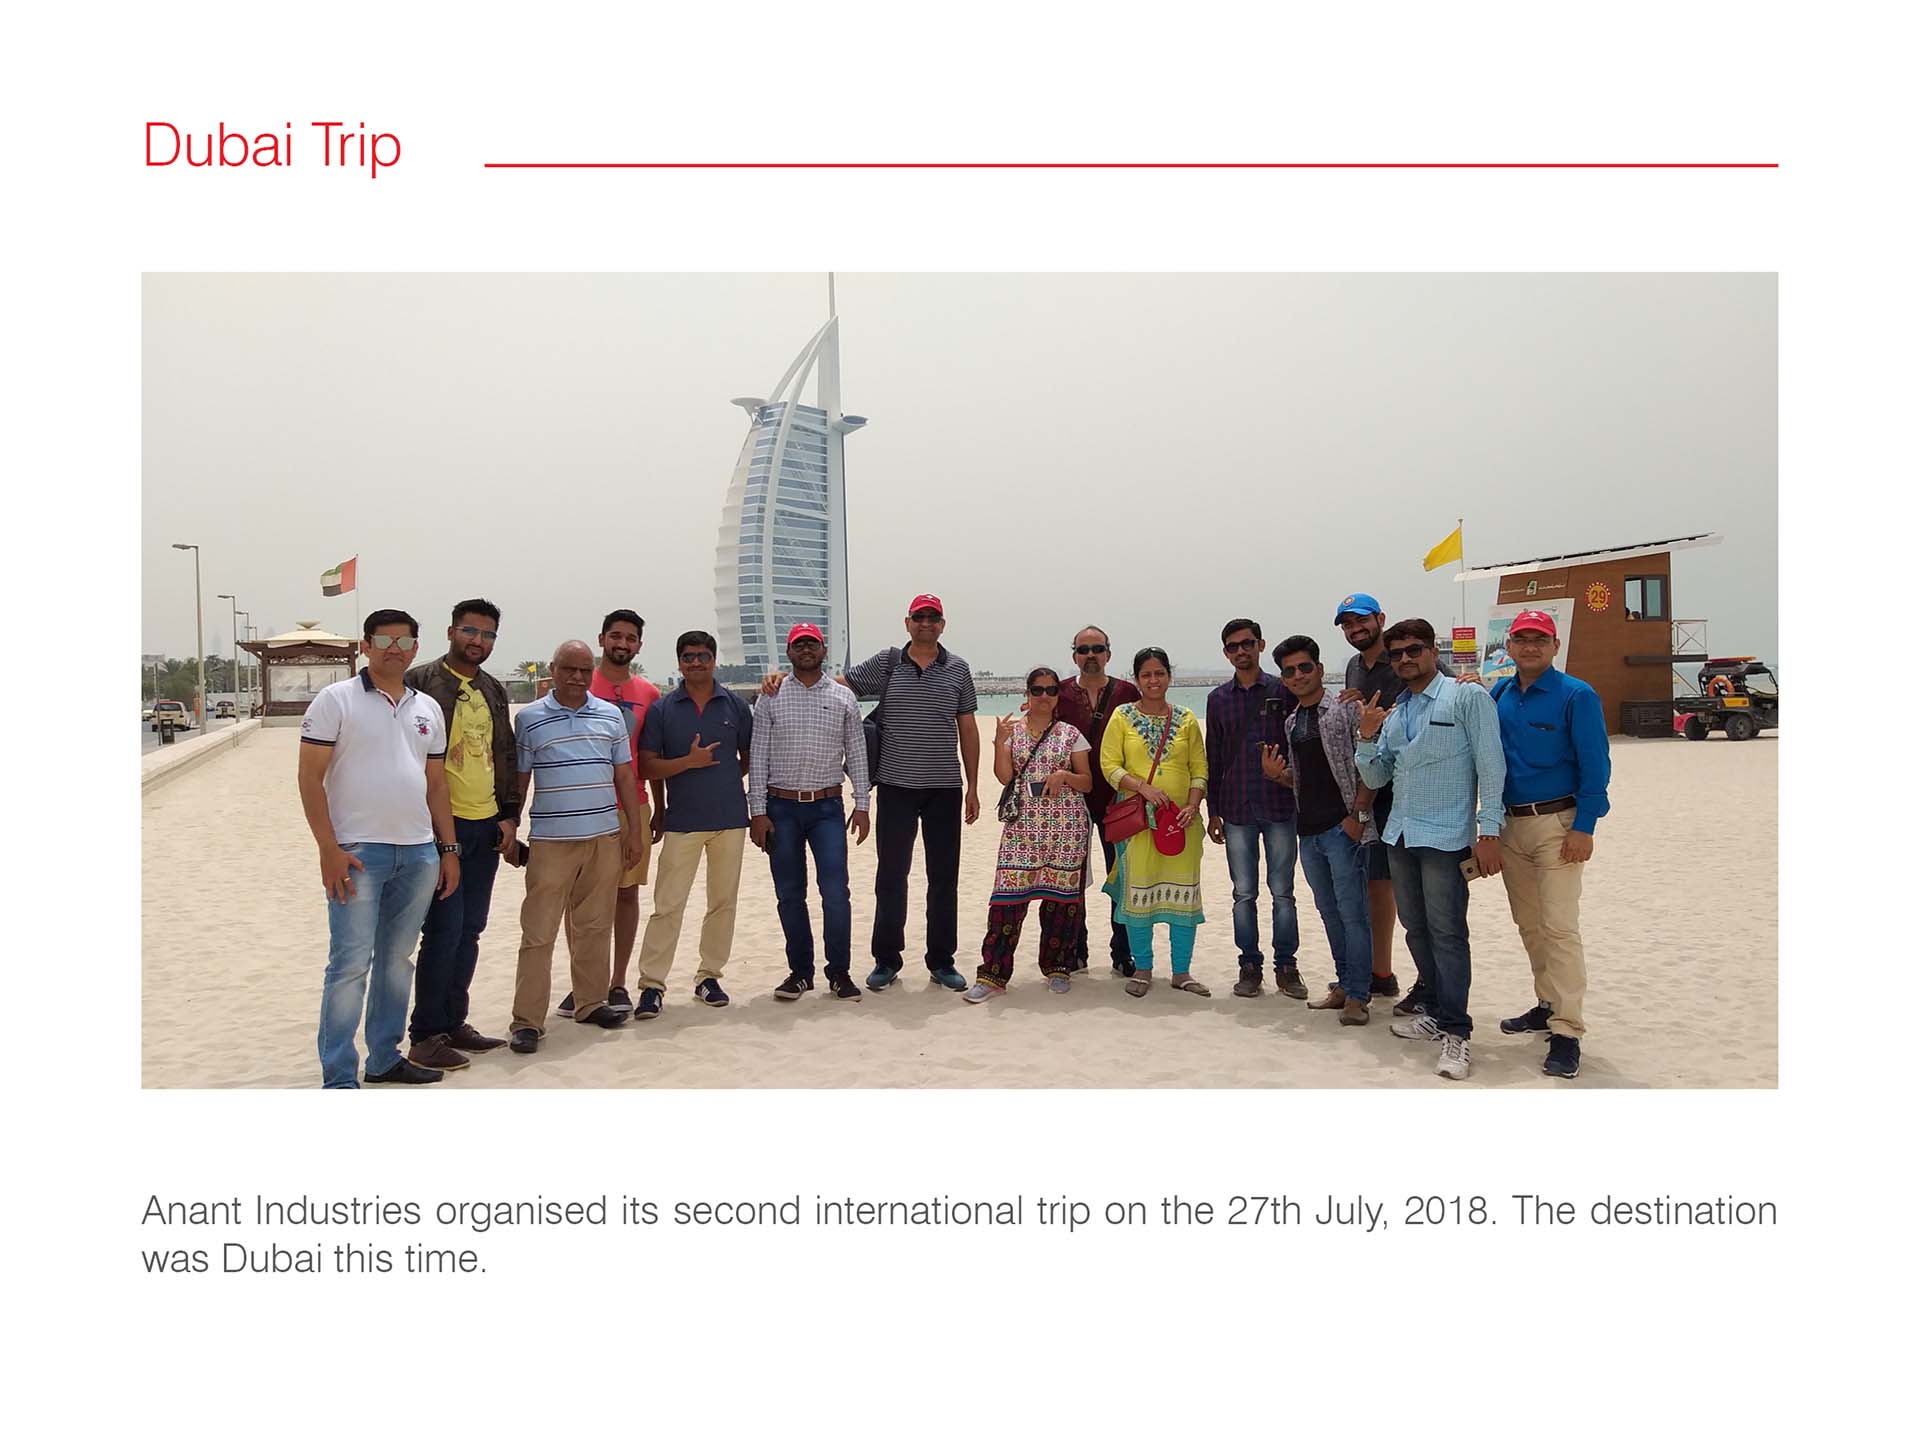 Dubai Trip
29
Anant Industries organised its second international trip on the 27th July, 2018. The destination
was Dubai this time.